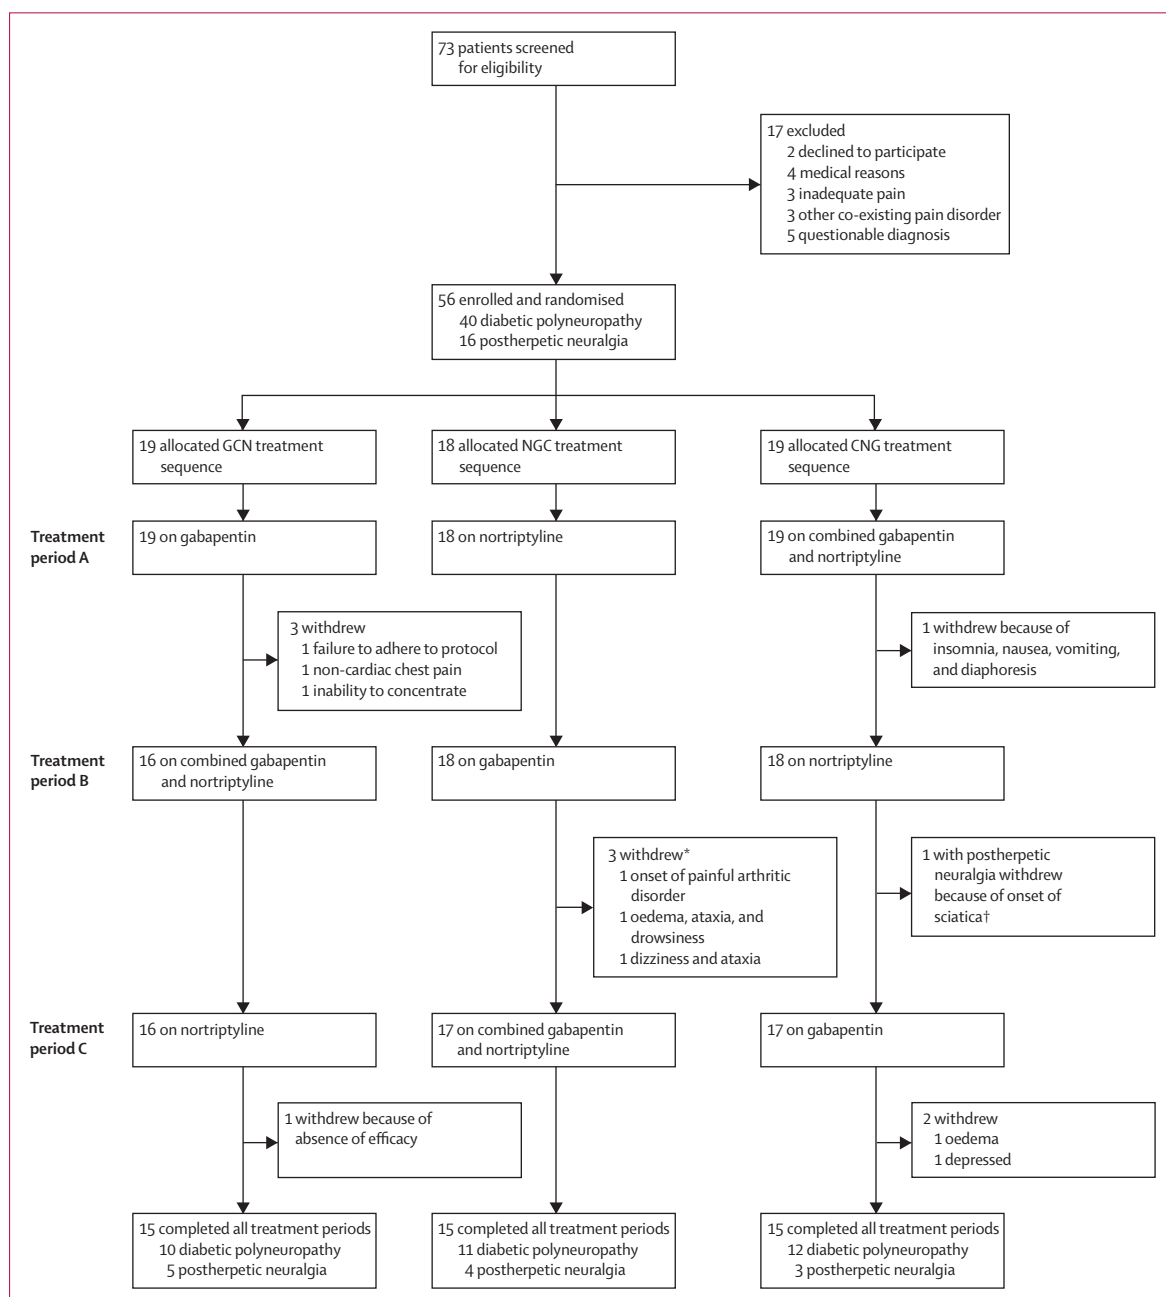 73 patients screened
for eligibility
17 excluded
2 declined to participate
4 medical reasons
3 inadequate pain
3 other co-existing pain disorder
5 questionable diagnosis
56 enrolled and randomised
40 diabetic polyneuropathy
16 postherpetic neuralgia
19 allocated GCN treatment
sequence
18 allocated NGC treatment
sequence
19 allocated CNG treatment
sequence
Treatment
period A
19 on gabapentin
18 on nortriptyline
19 on combined gabapentin
and nortriptyline
3 withdrew
1 failure to adhere to protocol
1 non-cardiac chest pain
1 inability to concentrate
1 withdrew because of
insomnia, nausea, vomiting,
and diaphoresis
Treatment
period B
16 on combined gabapentin
and nortriptyline
18 on gabapentin
18 on nortriptyline
3 withdrew*
1 onset of painful arthritic
disorder
1 oedema, ataxia, and
drowsiness
1 dizziness and ataxia
1 with postherpetic
neuralgia withdrew
because of onset of
sciatica†
Treatment
period C
16 on nortriptyline
17 on combined gabapentin
and nortriptyline
17 on gabapentin
1 withdrew because of
absence of efficacy
2 withdrew
1 oedema
1 depressed
15 completed all treatment periods
10 diabetic polyneuropathy
5 postherpetic neuralgia
15 completed all treatment periods
11 diabetic polyneuropathy
4 postherpetic neuralgia
15 completed all treatment periods
12 diabetic polyneuropathy
3 postherpetic neuralgia